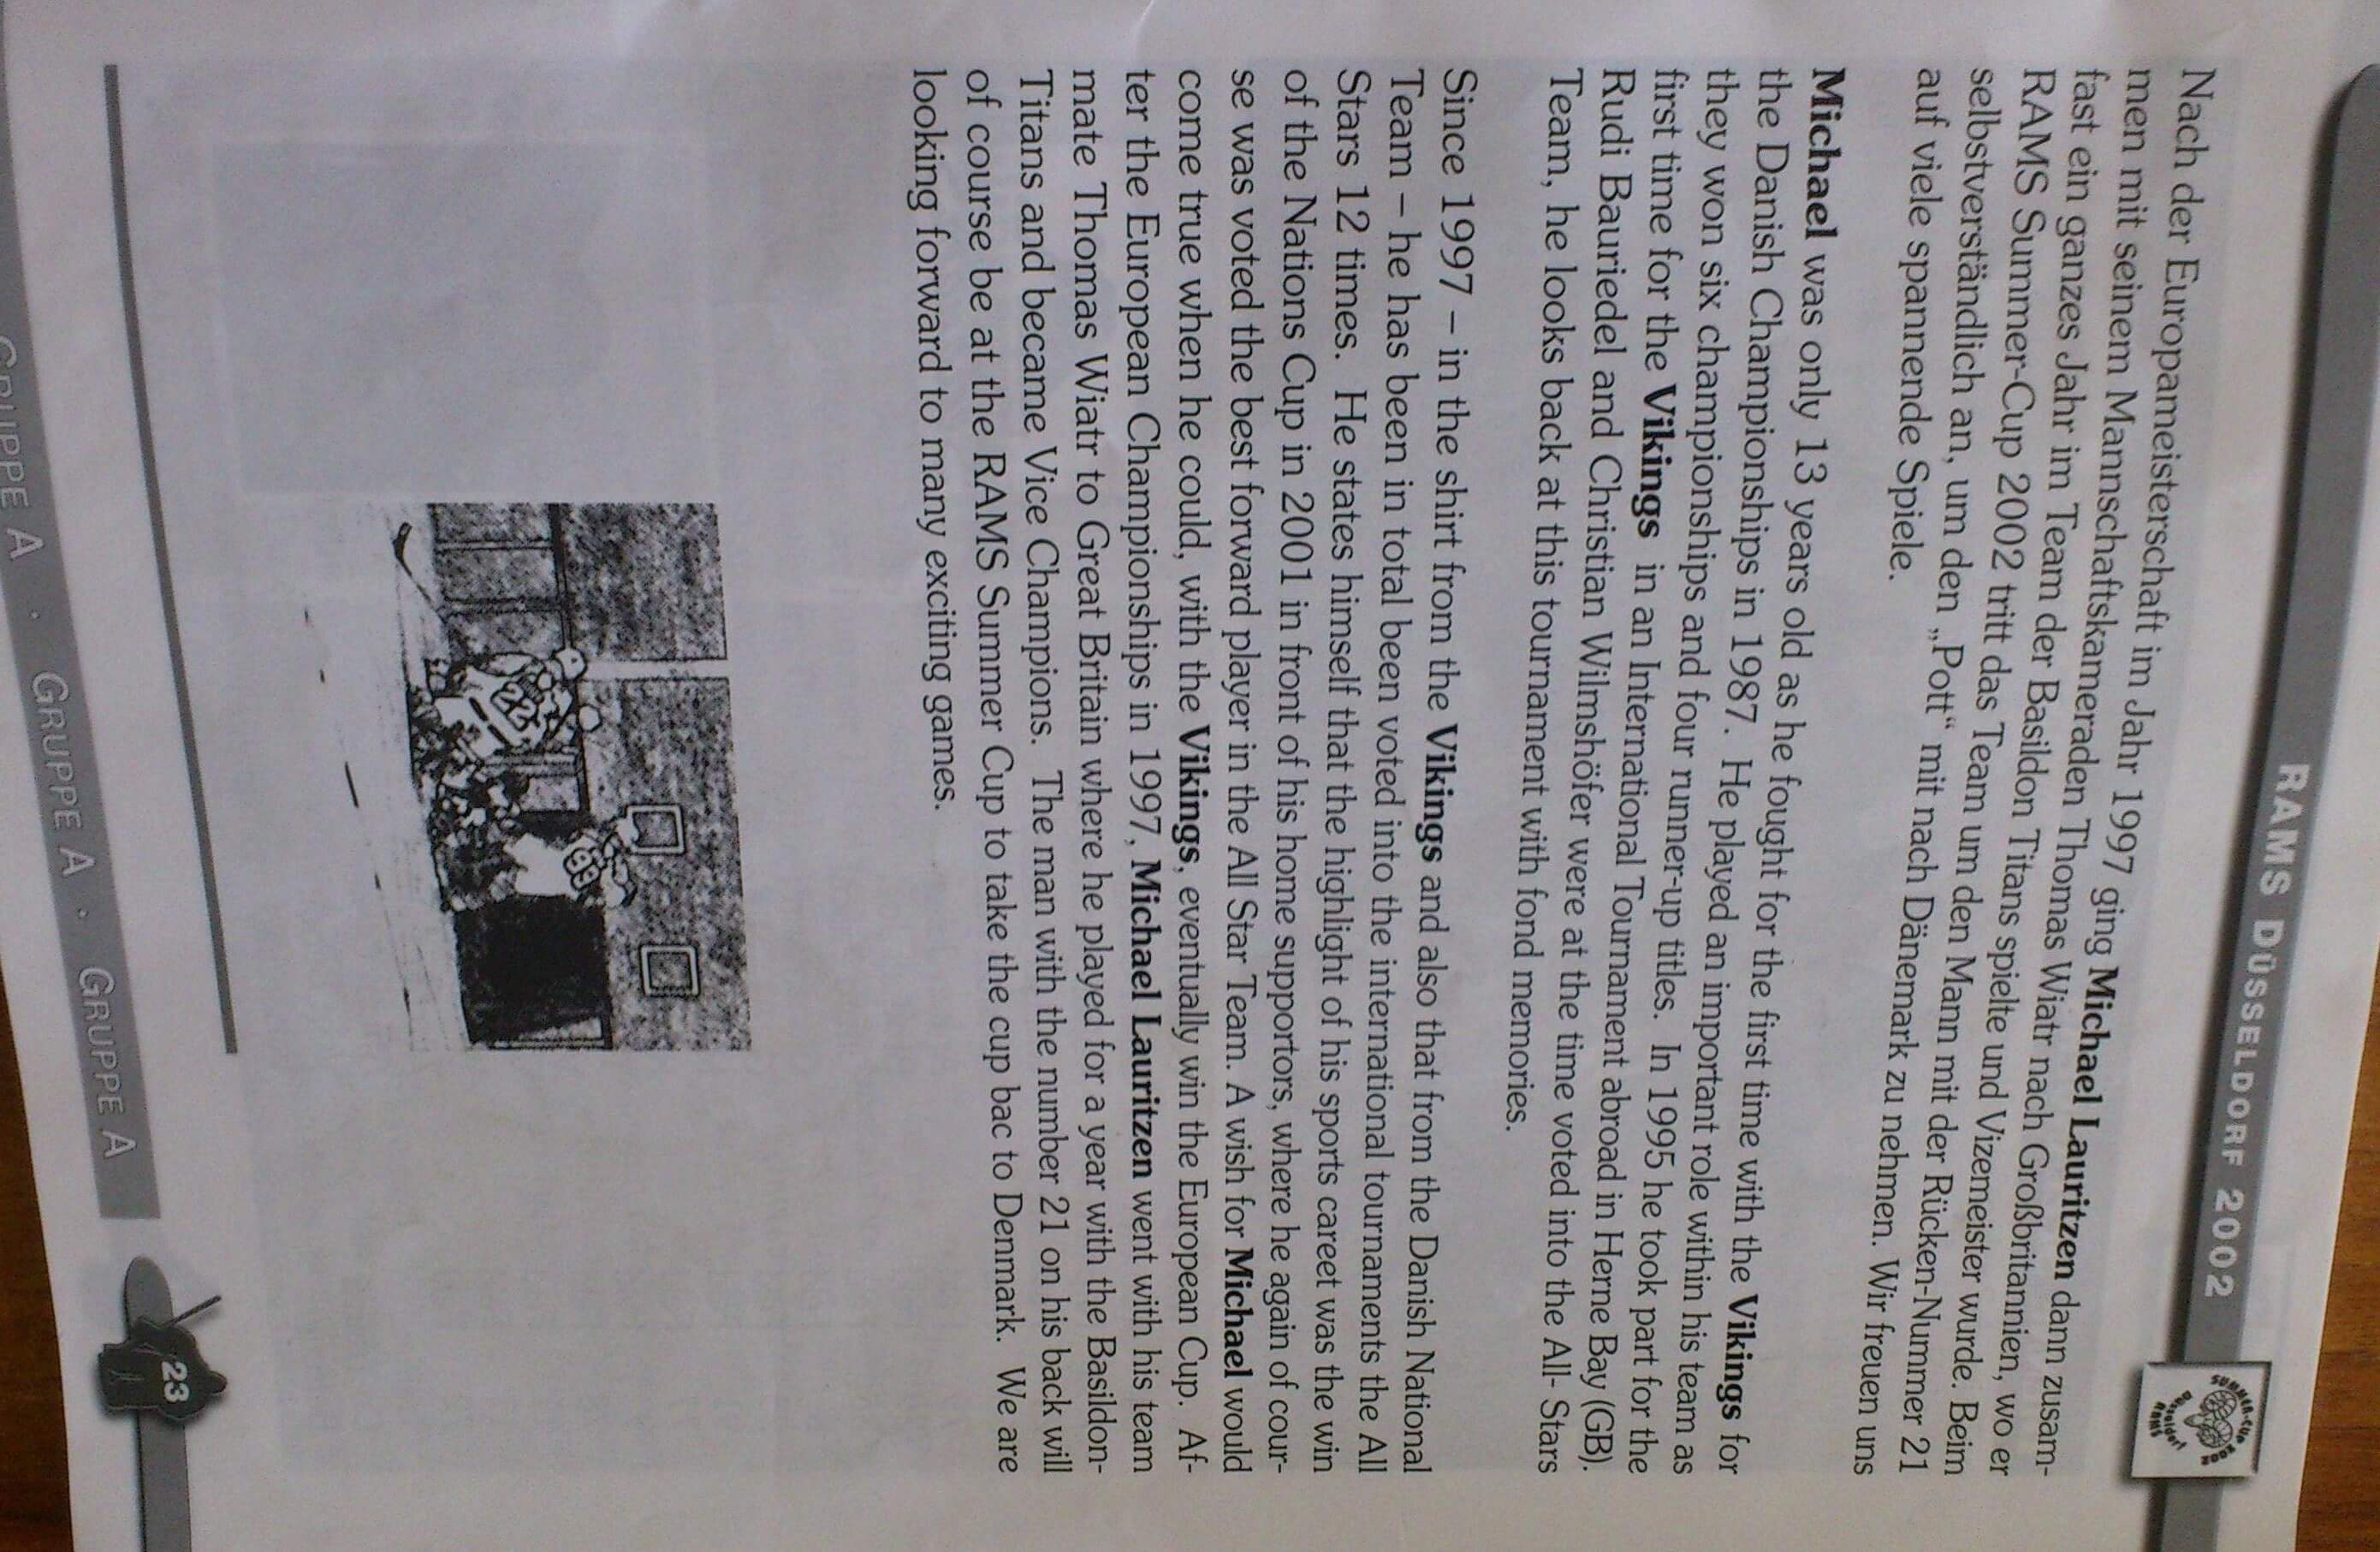 RAMS DÜSSELDORF 2002
SUMMER-CUP
Nach der Europameisterschaft im Jahr 1997 ging Michael Lauritzen dann zusam-
men mit seinem Mannschaftskameraden Thomas Wiatr nach Großbritannien, wo er
fast ein ganzes Jahr im Team der Basildon Titans spielte und Vizemeister wurde. Beim
RAMS Summer-Cup 2002 tritt das Team um den Mann mit der Rücken-Nummer 21
selbstverständlich an, um den „Pott“ mit nach Dänemark zu nehmen. Wir freuen uns
auf viele spannende Spiele.
Michael was only 13 years old as he fought for the first time with the Vikings for
the Danish Championships in 1987. He played an important role within his team as
they won six championships and four runner-up titles. In 1995 he took part for the
first time for the Vikings in an International Tournament abroad in Herne Bay (GB).
Rudi Bauriedel and Christian Wilmshöfer were at the time voted into the All- Stars
Team, he looks back at this tournament with fond memories.
Since 1997 – in the shirt from the Vikings and also that from the Danish National
Team – he has been in total been voted into the international tournaments the All
Stars 12 times. He states himself that the highlight of his sports careet was the win
of the Nations Cup in 2001 in front of his home supportors, where he again of cour-
se was voted the best forward player in the All Star Team. A wish for Michael would
come true when he could, with the Vikings, eventually win the European Cup. Af-
ter the European Championships in 1997, Michael Lauritzen went with his team
mate Thomas Wiatr to Great Britain where he played for a year with the Basildon-
Titans and became Vice Champions. The man with the number 21 on his back will
of course be at the RAMS Summer Cup to take the cup bac to Denmark. We are
looking forward to many exciting games.
22
99
GRUPPE A · GRUPPE A · GRUPPE A
23